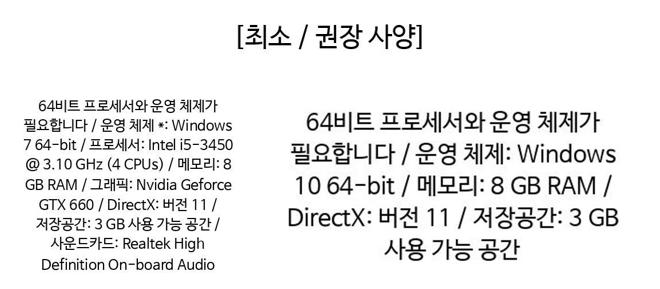 [최소 / 권장 사양]
64비트 프로세서와 운영 체제가
필요합니다 / 운영 체제 *: Windows
7 64-bit / 프로세서: Intel i5-3450
@ 3.10 GHz (4 CPUs) / 메모리: 8
GB RAM / 그래픽: Nvidia Geforce
GTX 660 / DirectX: 버전 11 /
저장공간: 3 GB 사용 가능 공간 /
사운드카드: Realtek High
Definition On-board Audio
64비트 프로세서와 운영 체제가
필요합니다 / 운영 체제: Windows
10 64-bit / 메모리: 8 GB RAM /
DirectX: 버전 11 / 저장공간: 3 GB
사용 가능 공간